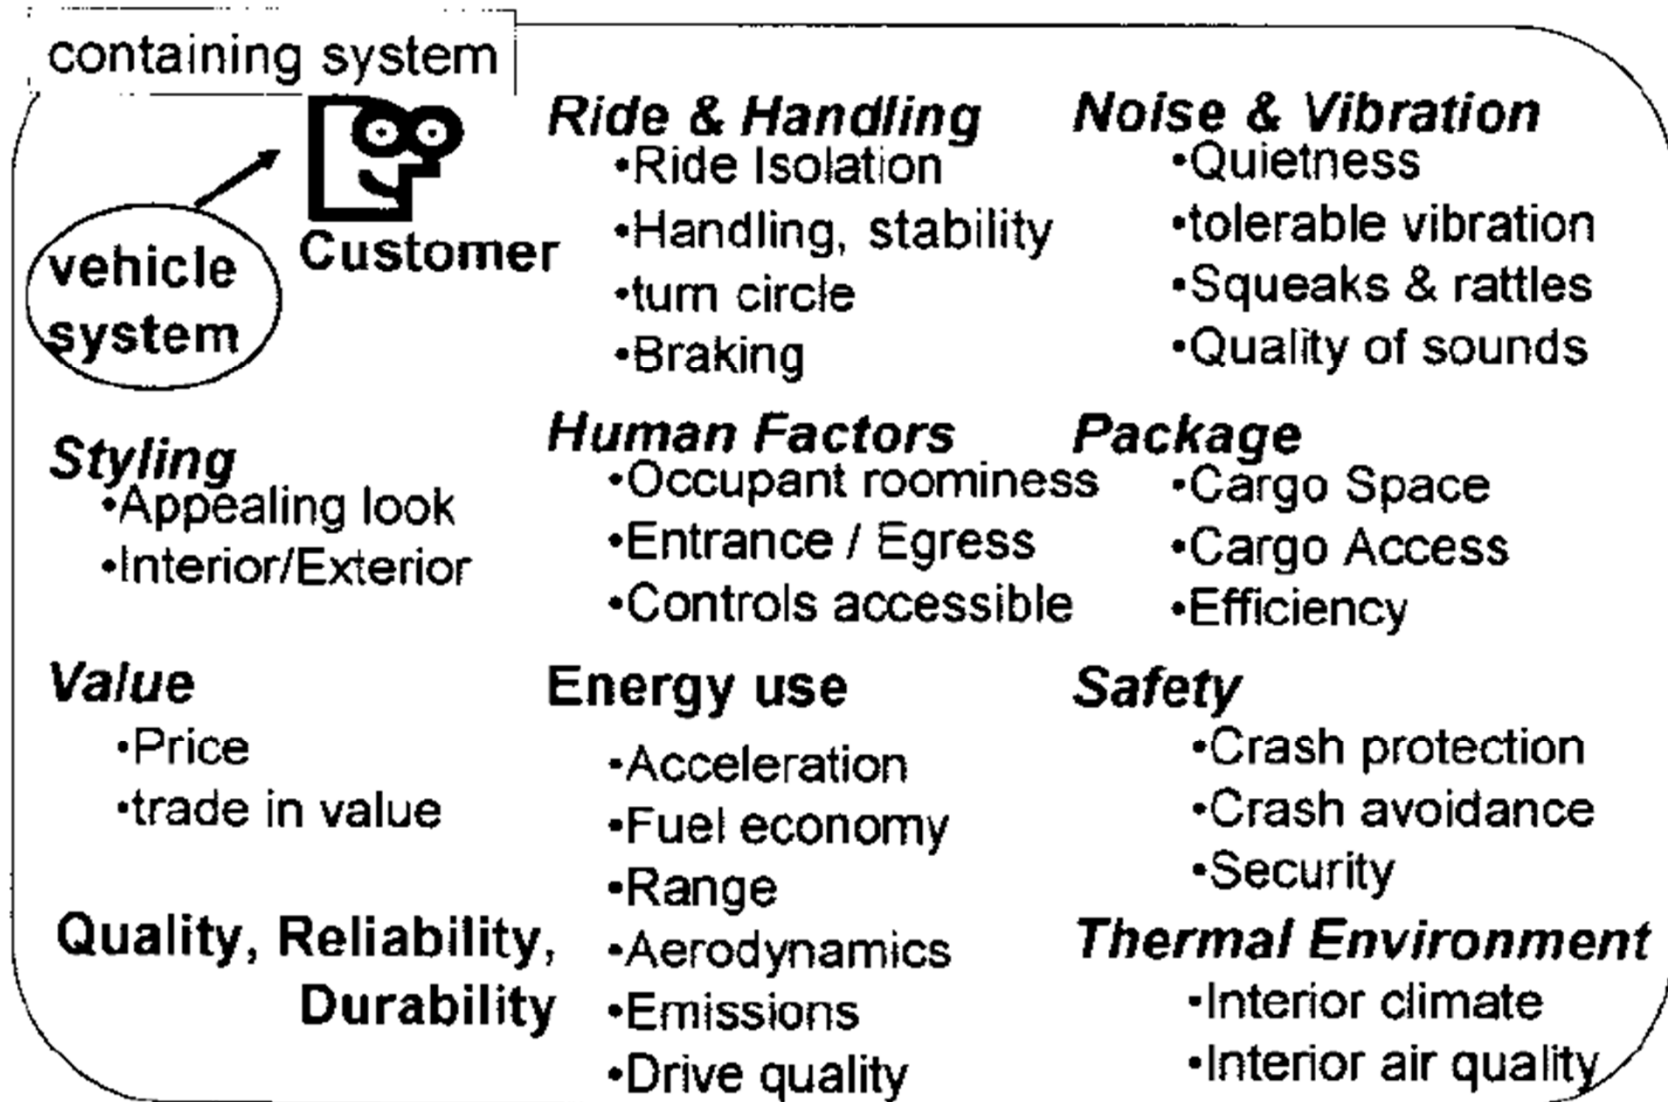 containing system
Customer
vehicle
system
Ride & Handling
•Ride Isolation
•Handling, stability
•turn circle
•Braking
Noise & Vibration
•Quietness
•tolerable vibration
•Squeaks & rattles
•Quality of sounds
Styling
•Appealing look
•Interior/Exterior
Human Factors
•Occupant roominess
•Entrance / Egress
•Controls accessible
Package
•Cargo Space
•Cargo Access
•Efficiency
Value
•Price
•trade in value
Energy use
•Acceleration
•Fuel economy
•Range
•Aerodynamics
•Emissions
•Drive quality
Safety
•Crash protection
•Crash avoidance
•Security
Quality, Reliability,
Durability
Thermal Environment
•Interior climate
•Interior air quality